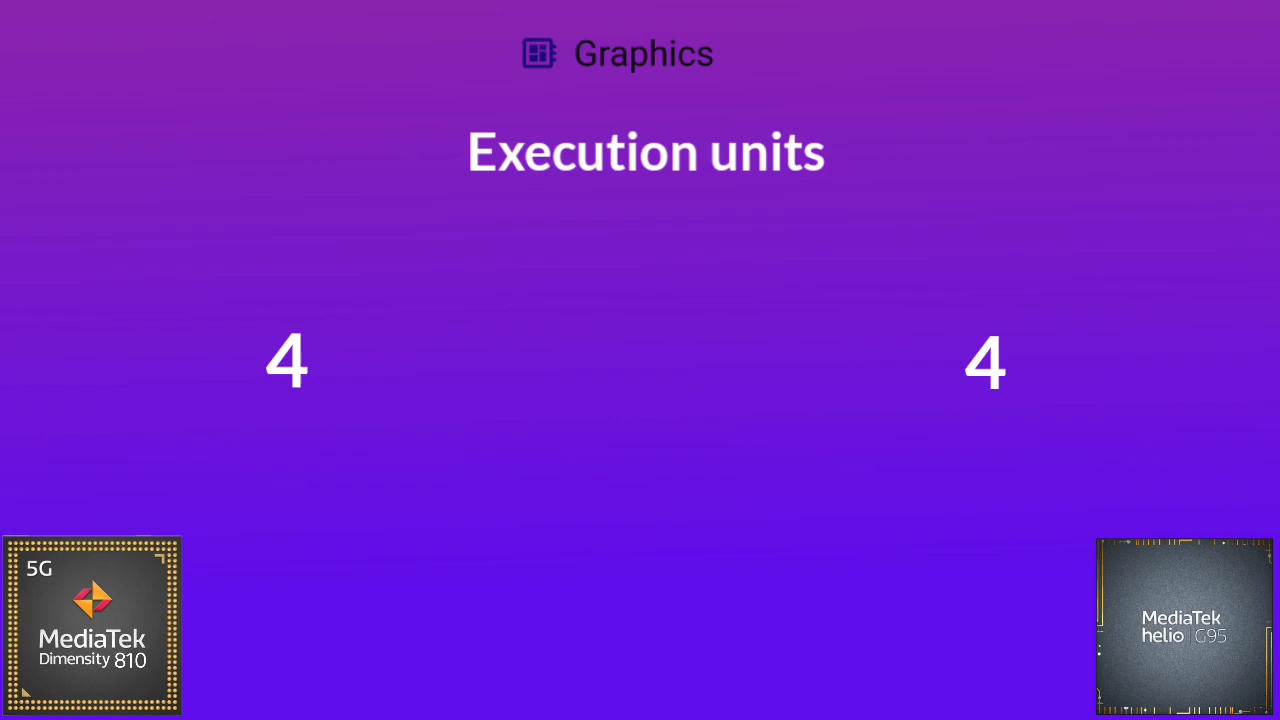 Graphics
Execution units
4
4
5G
MediaTek
Dimensity 810
MediaTek
helio G95